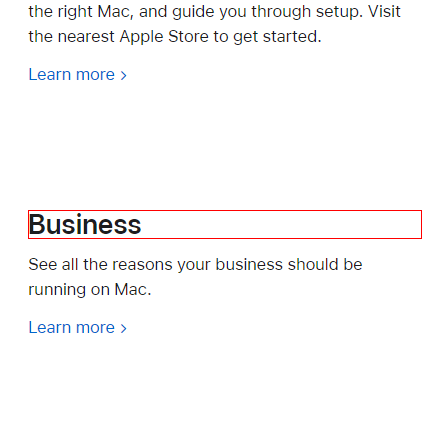 the right Mac, and guide you through setup. Visit
the nearest Apple Store to get started.
Learn more >
Business
See all the reasons your business should be
running on Mac.
Learn more >